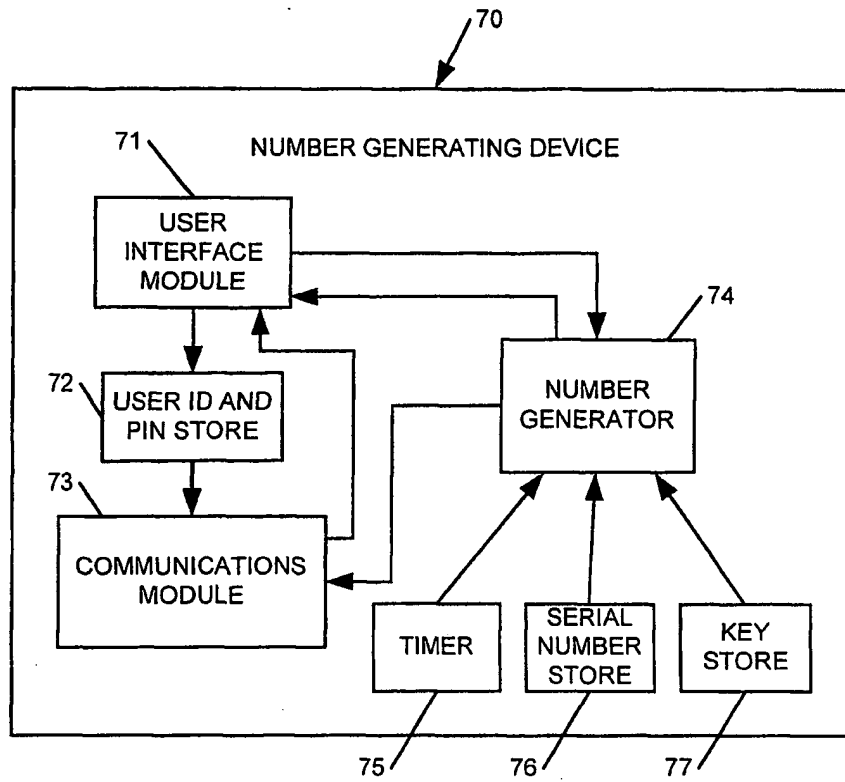 70
NUMBER GENERATING DEVICE
71
USER
INTERFACE
MODULE
74
NUMBER
GENERATOR
72
USER ID AND
PIN STORE
73
COMMUNICATIONS
MODULE
TIMER
SERIAL
NUMBER
STORE
KEY
STORE
75
76
77